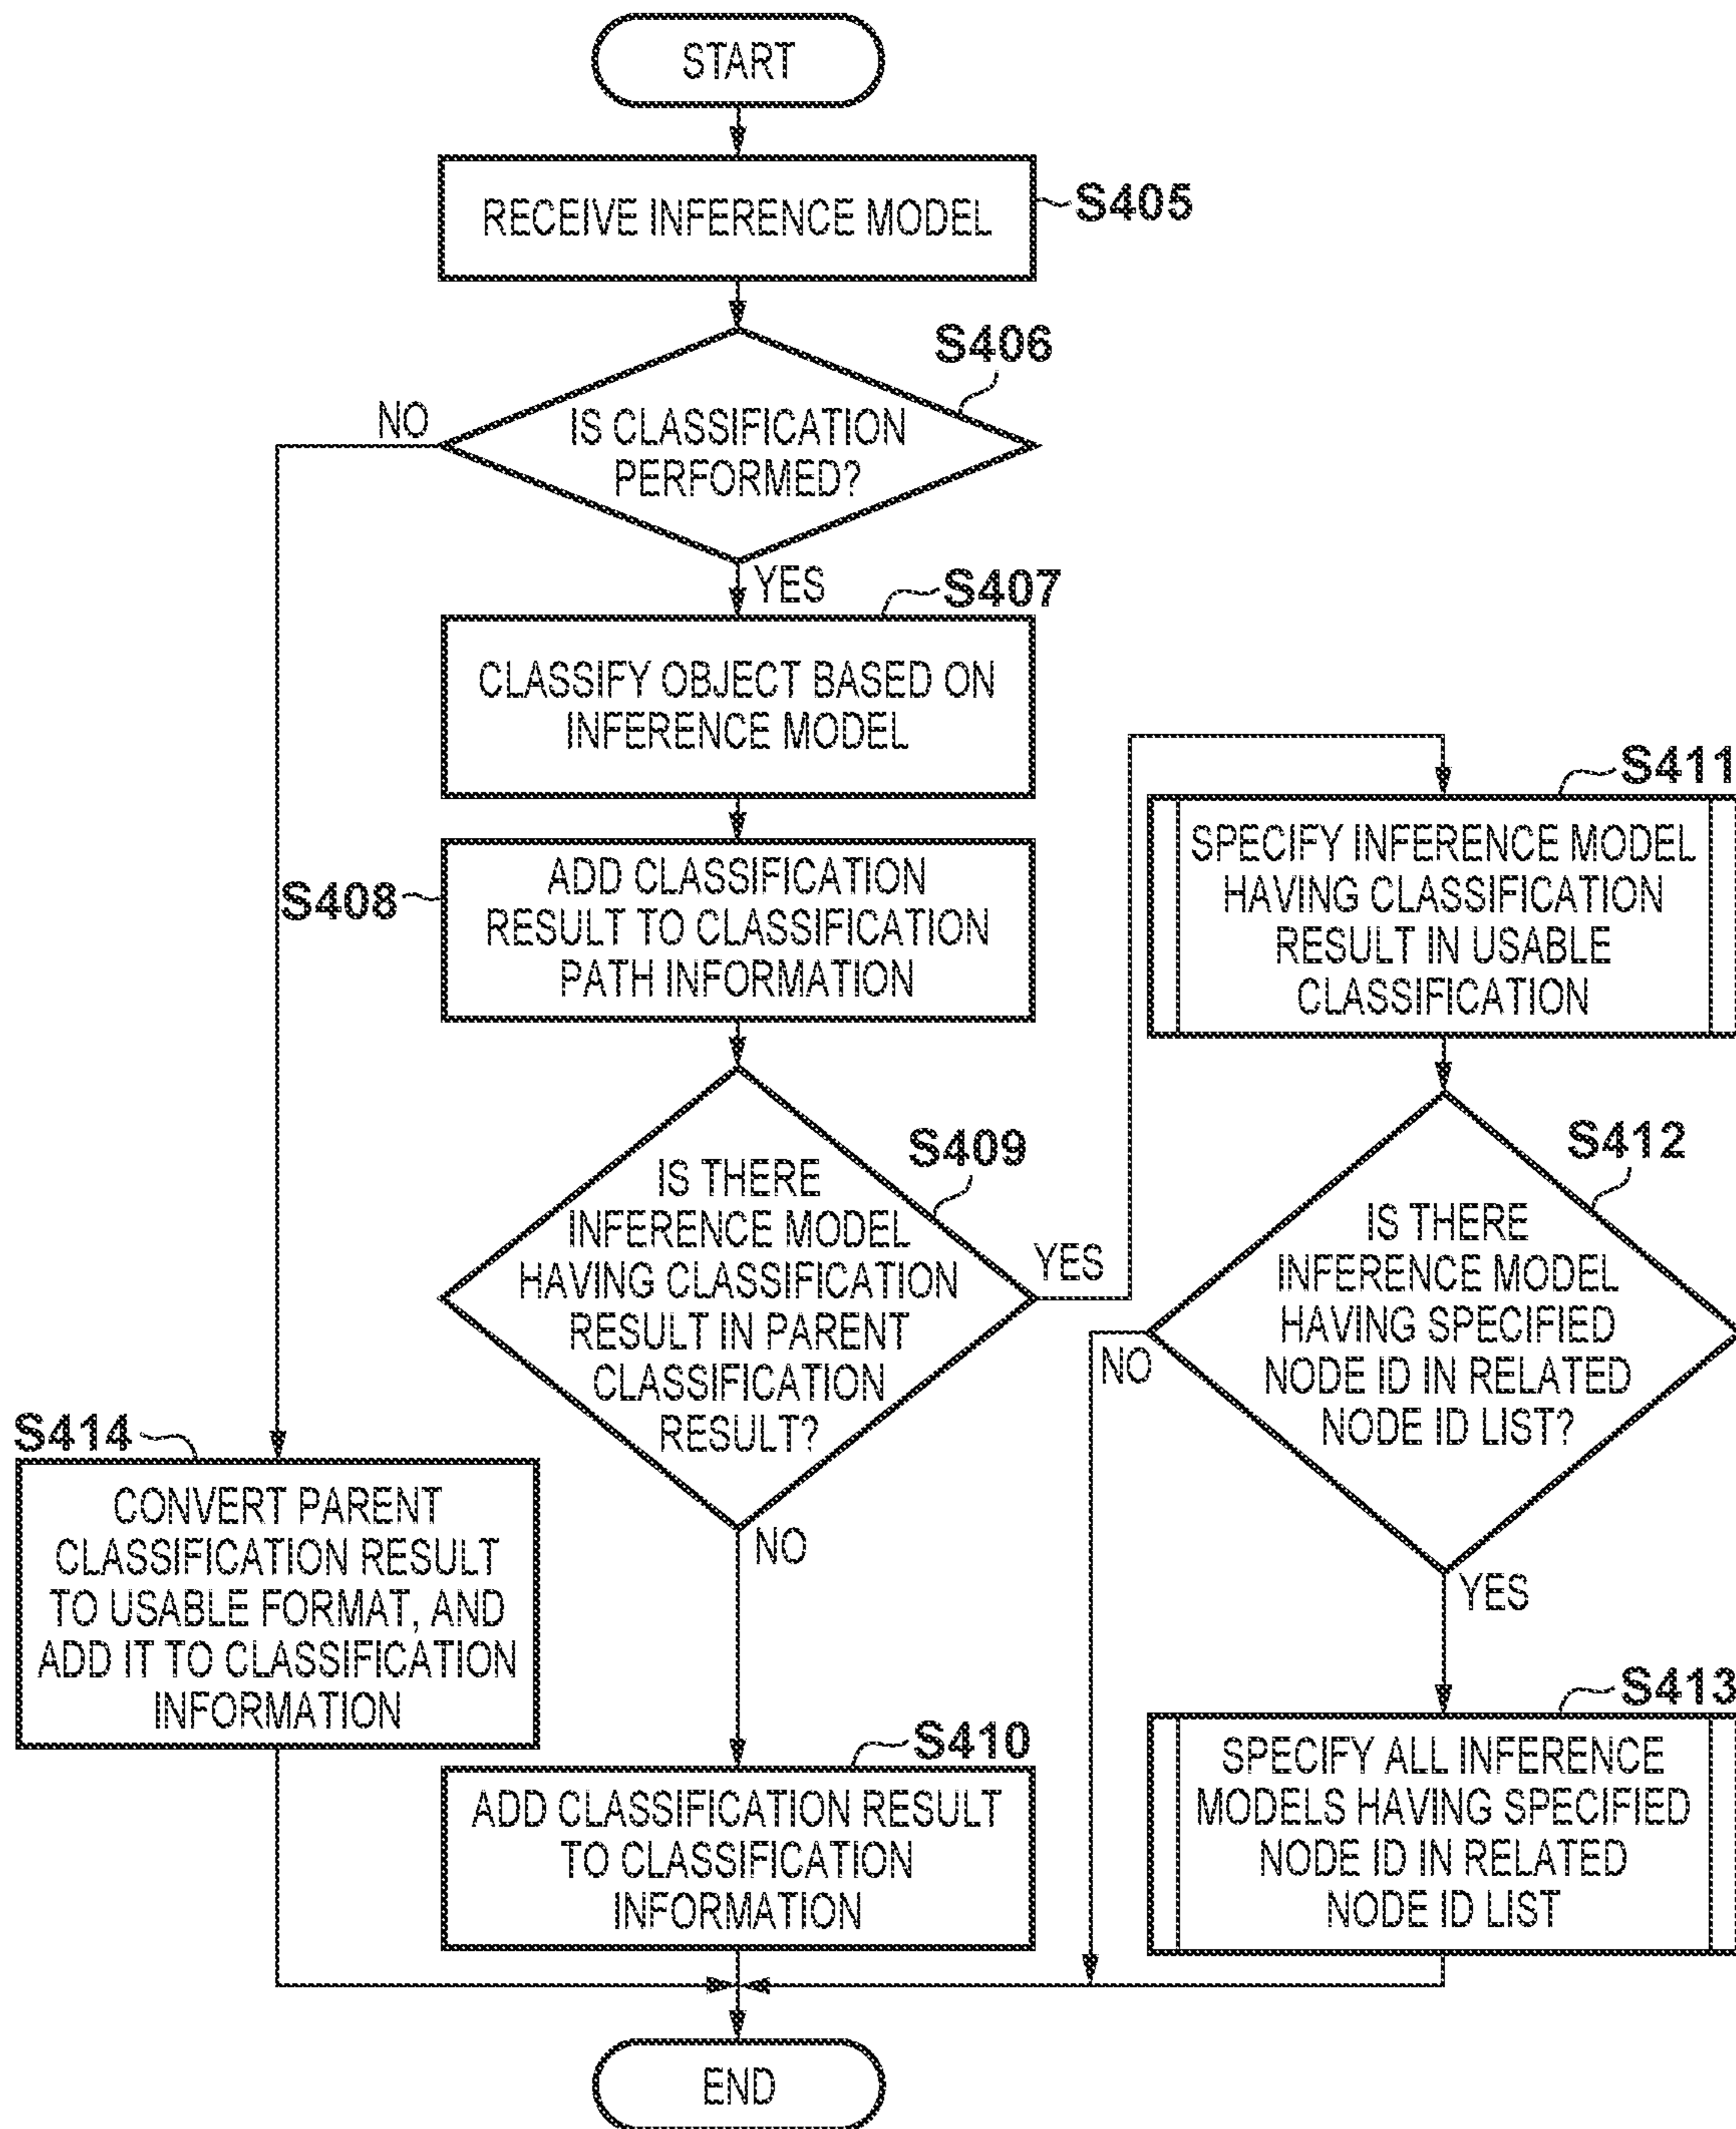 START
RECEIVE INFERENCE MODEL
S405
S406
NO
IS CLASSIFICATION
PERFORMED?
YES
S407
CLASSIFY OBJECT BASED ON
INFERENCE MODEL
S408
ADD CLASSIFICATION
RESULT TO CLASSIFICATION
PATH INFORMATION
S409
IS THERE
INFERENCE MODEL
HAVING CLASSIFICATION
RESULT IN PARENT
CLASSIFICATION
RESULT?
YES
NO
S411
SPECIFY INFERENCE MODEL
HAVING CLASSIFICATION
RESULT IN USABLE
CLASSIFICATION
S412
IS THERE
INFERENCE MODEL
HAVING SPECIFIED
NODE ID IN RELATED
NODE ID LIST?
NO
YES
S414
CONVERT PARENT
CLASSIFICATION RESULT
TO USABLE FORMAT, AND
ADD IT TO CLASSIFICATION
INFORMATION
S410
ADD CLASSIFICATION RESULT
TO CLASSIFICATION
INFORMATION
S413
SPECIFY ALL INFERENCE
MODELS HAVING SPECIFIED
NODE ID IN RELATED
NODE ID LIST
END